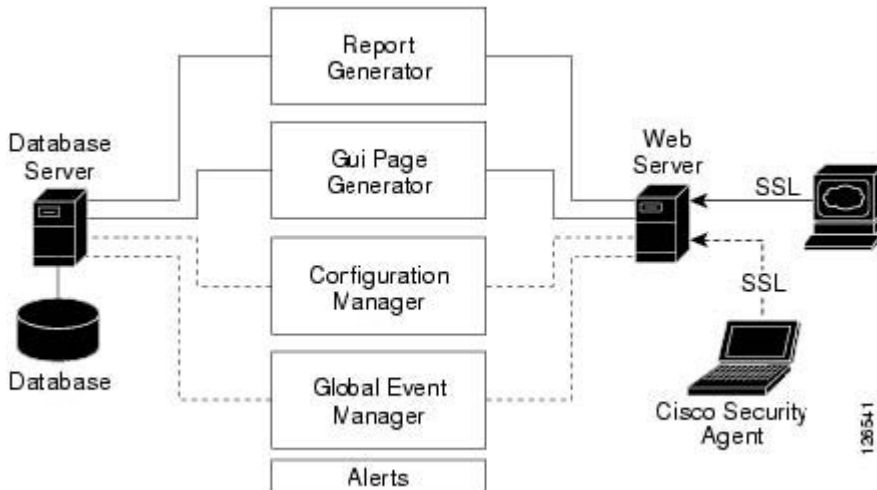 Report
Generator
Database
Server
Gui Page
Generator
Web
Server
SSL
Configuration
Manager
SSL
Database
Global Event
Manager
Cisco Security
Agent
126541
Alerts